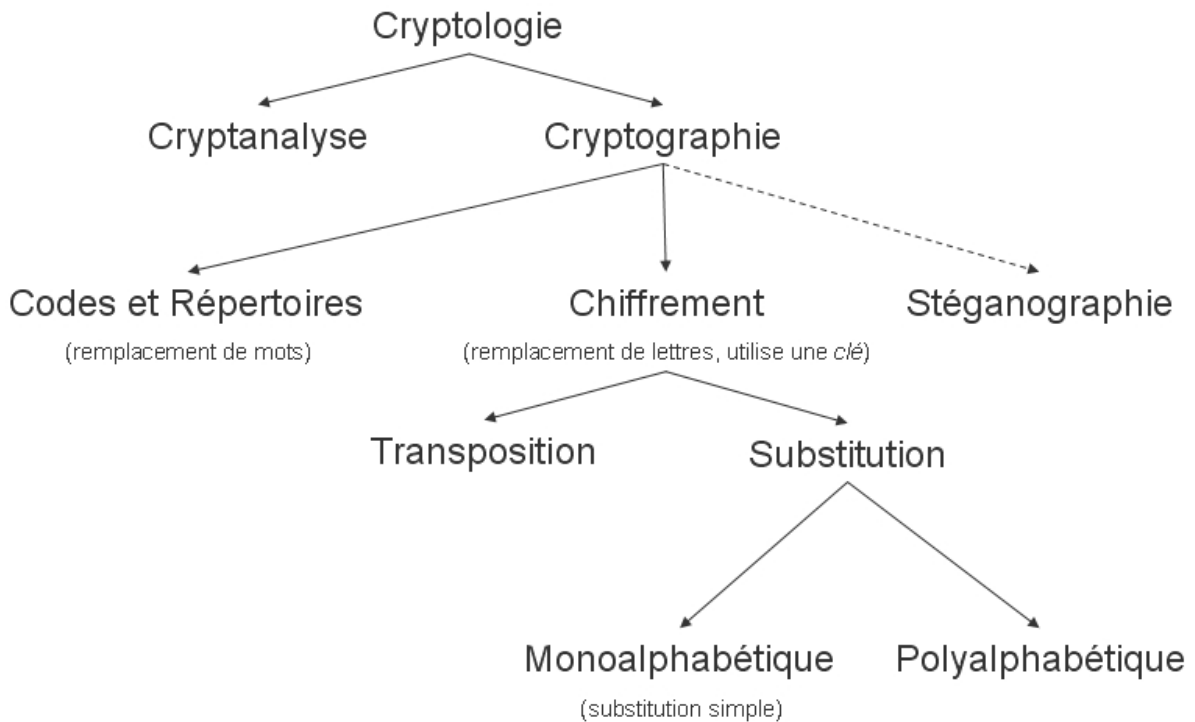 Cryptologie
Cryptanalyse
Cryptographie
Codes et Répertoires
(remplacement de mots)
Chiffrement
(remplacement de lettres, utilise une clé)
Stéganographie
Transposition
Substitution
Monoalphabétique
(substitution simple)
Polyalphabétique